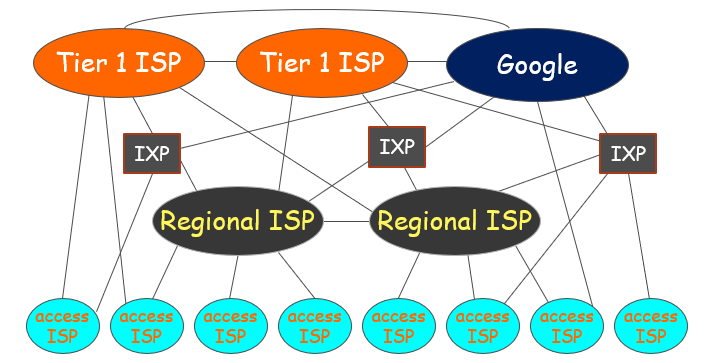 Tier 1 ISP
Tier 1 ISP
Google
IXP
IXP
IXP
Regional ISP
Regional ISP
access
ISP
access
ISP
access
ISP
access
ISP
access
ISP
access
ISP
access
ISP
access
ISP